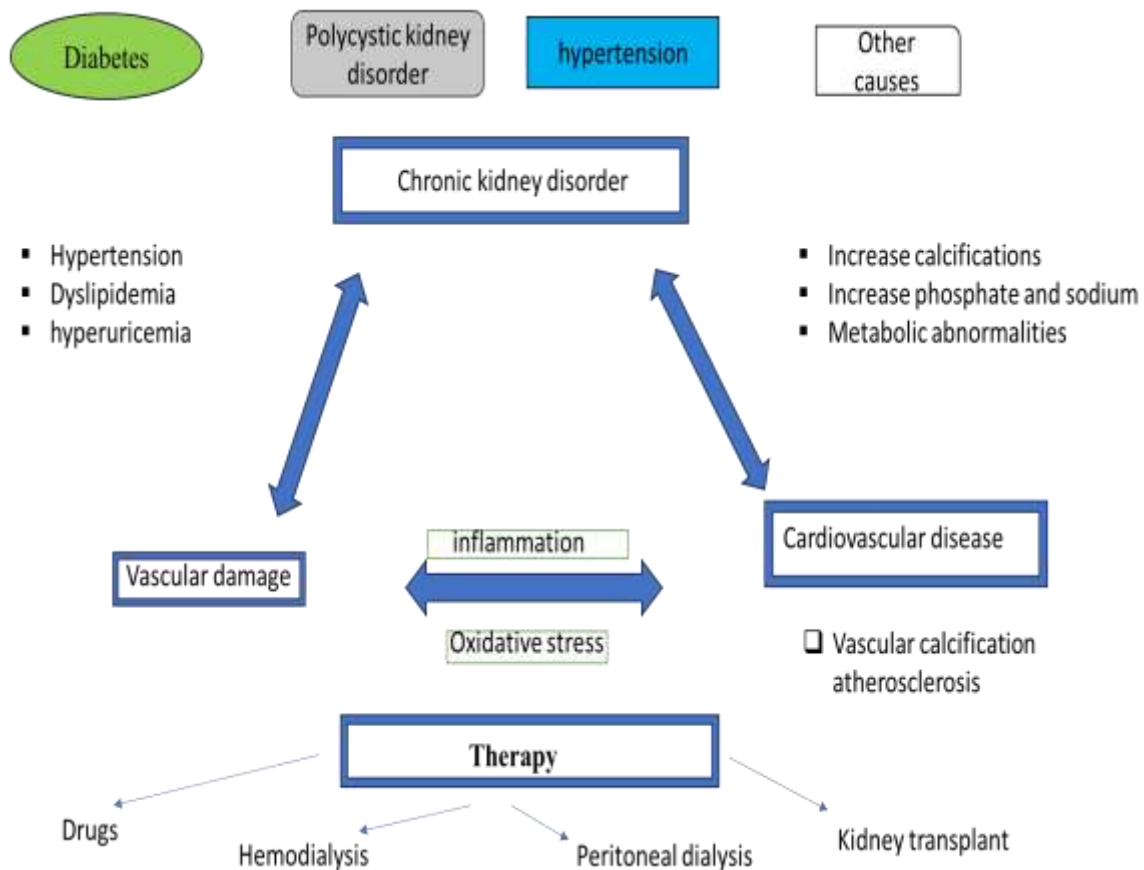 Diabetes
Polycystic kidney
disorder
hypertension
Other
causes
Chronic kidney disorder
▪ Hypertension
▪ Dyslipidemia
▪ hyperuricemia
▪ Increase calcifications
▪ Increase phosphate and sodium
▪ Metabolic abnormalities
Vascular damage
inflammation
Oxidative stress
Cardiovascular disease
❑ Vascular calcification
atherosclerosis
Therapy
Drugs
Hemodialysis
Peritoneal dialysis
Kidney transplant